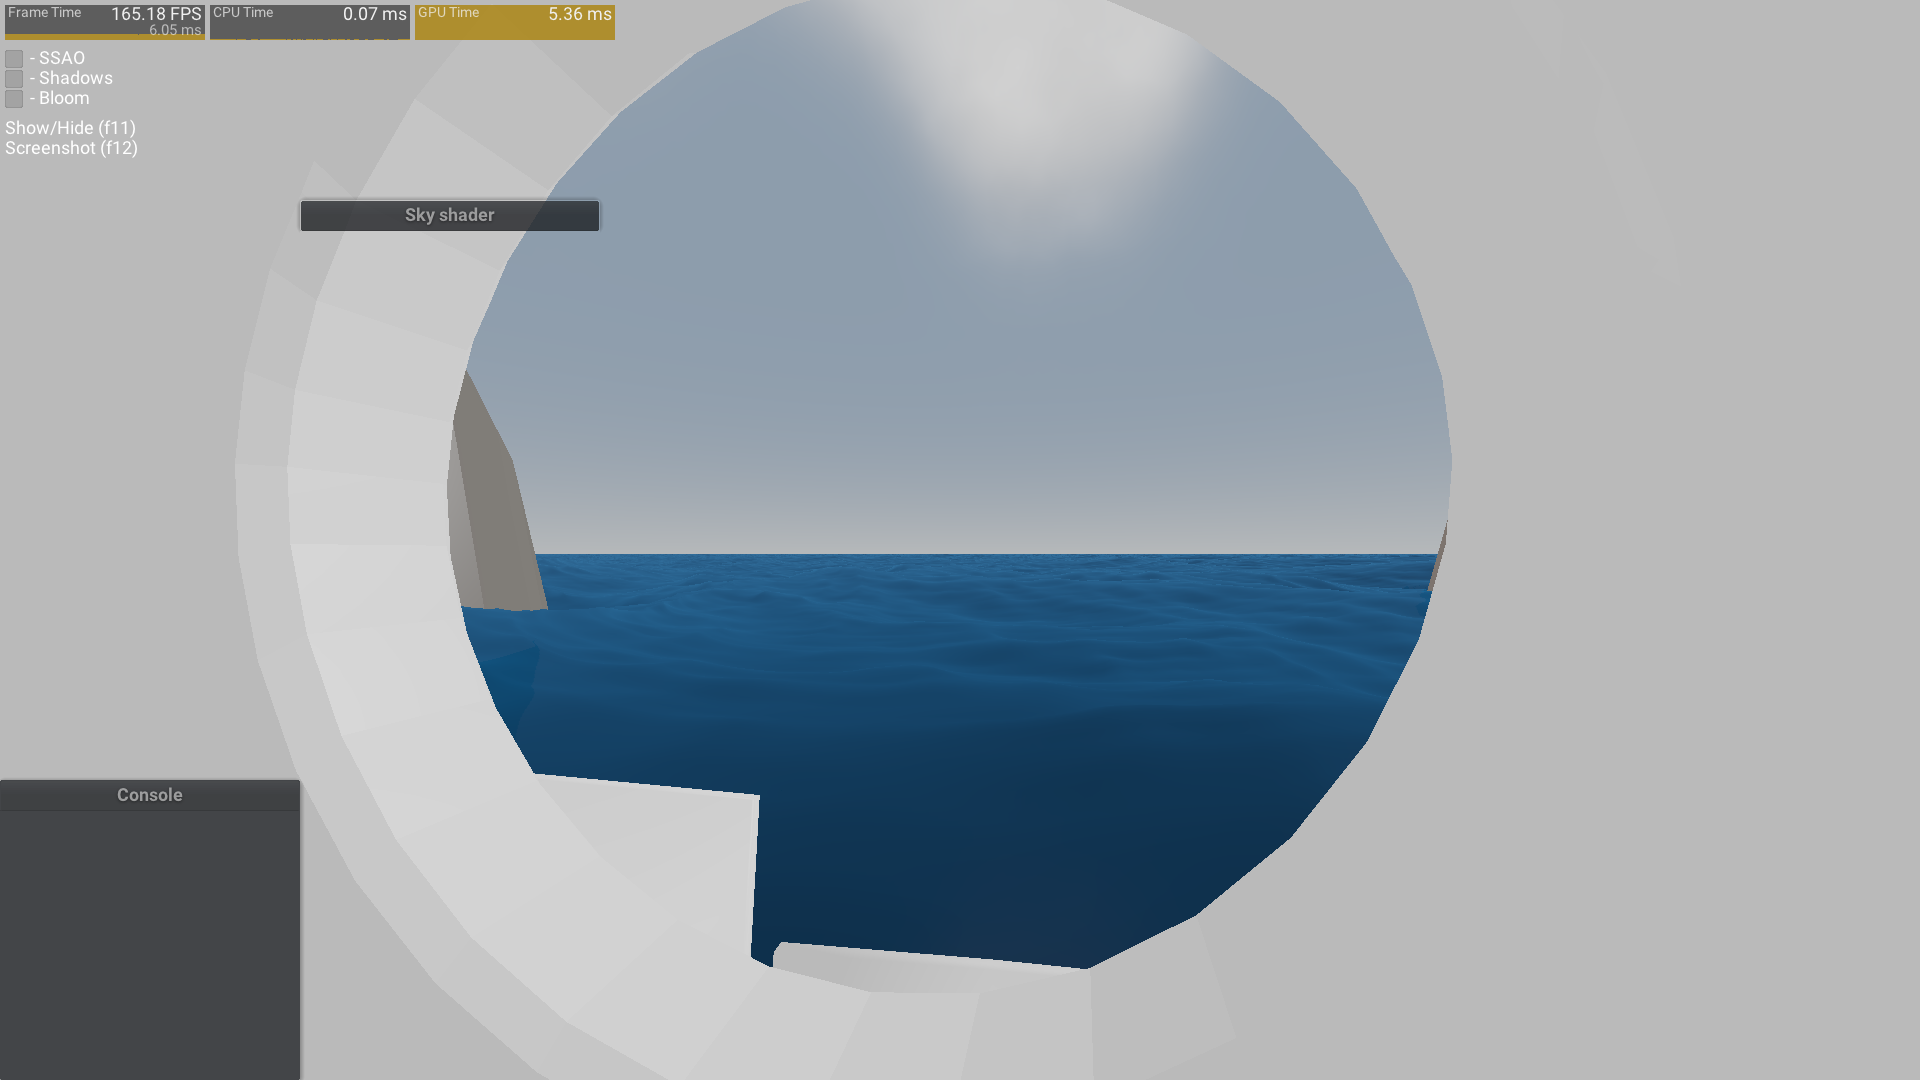 Frame Time 165.18 FPS
6.05 ms
CPU Time 0.07 ms
GPU Time 5.36 ms
- SSAO
- Shadows
- Bloom
Show/Hide (f11)
Screenshot (f12)
Sky shader
Console